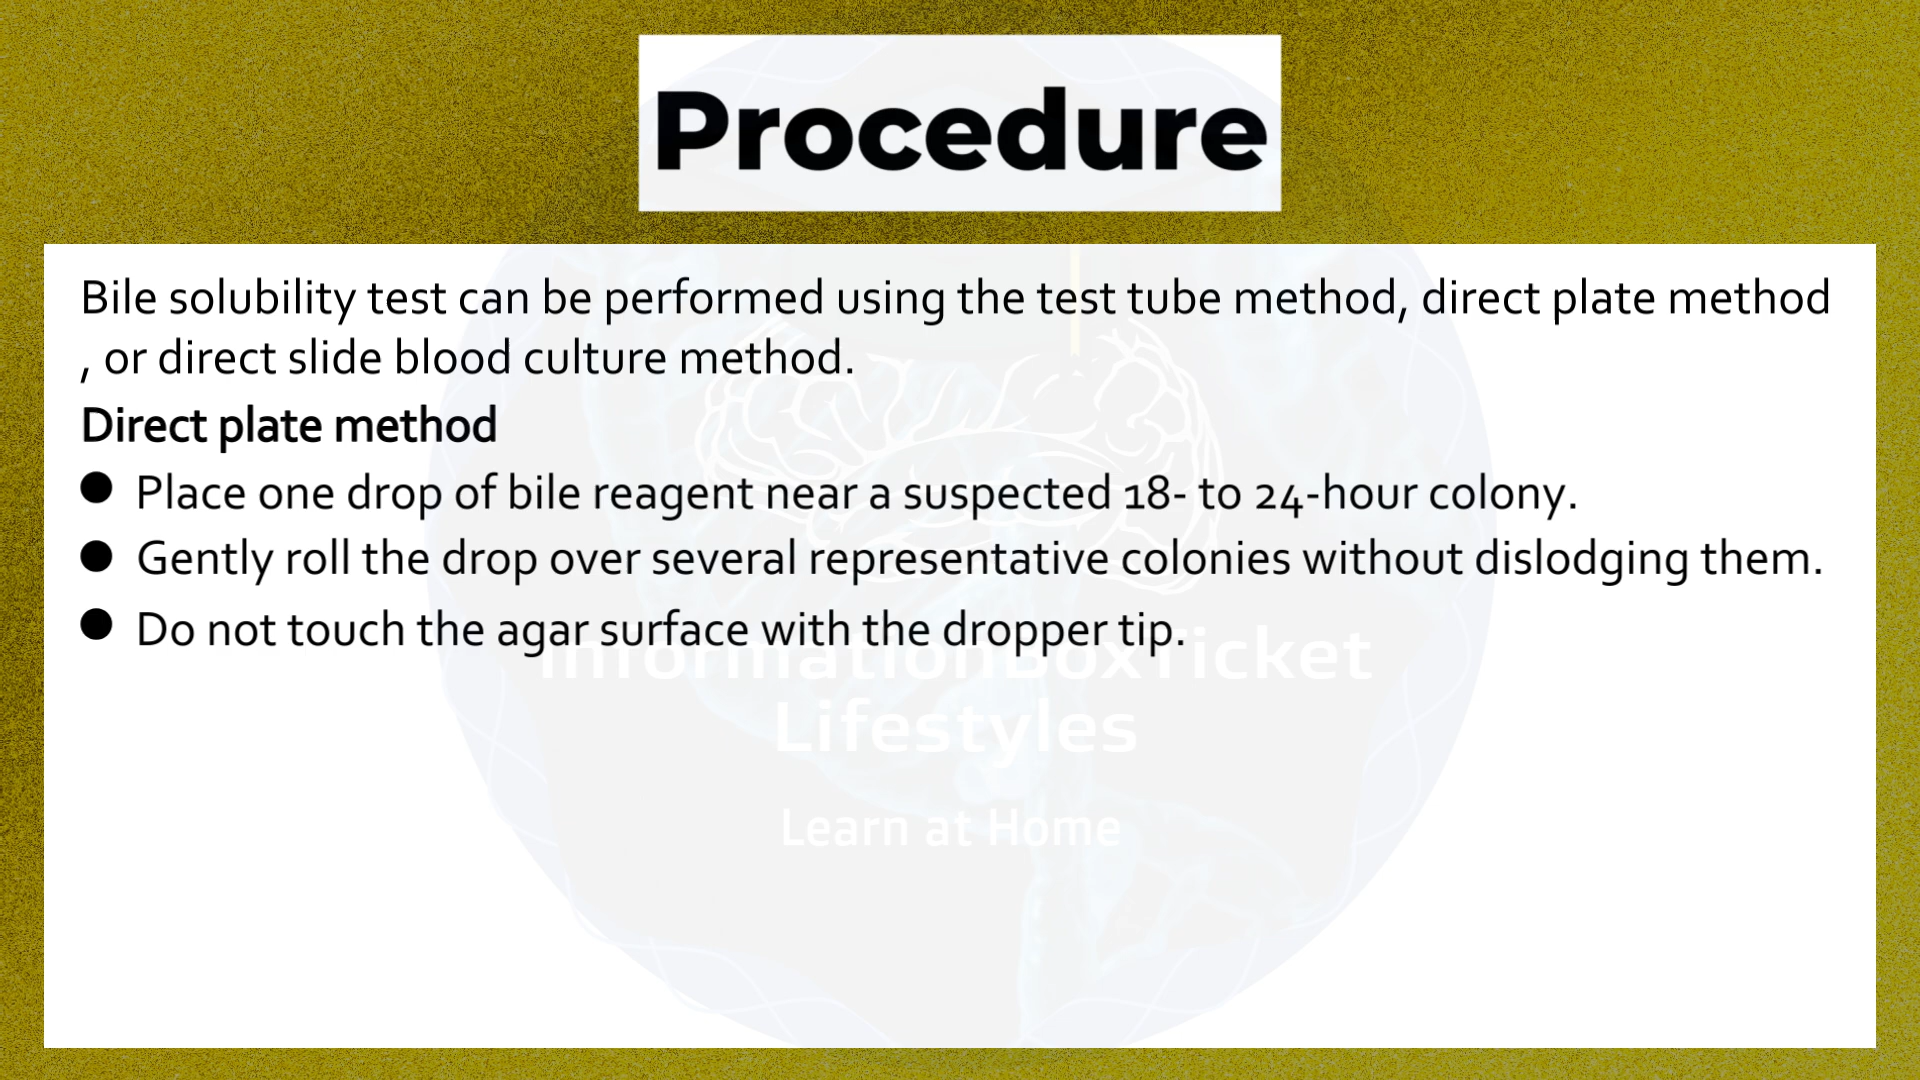 Procedure
Bile solubility test can be performed using the test tube method, direct plate method
, or direct slide blood culture method.
Direct plate method
● Place one drop of bile reagent near a suspected 18- to 24-hour colony.
● Gently roll the drop over several representative colonies without dislodging them.
● Do not touch the agar surface with the dropper tip.
InformationBoxTicket
Lifestyles
Learn at Home